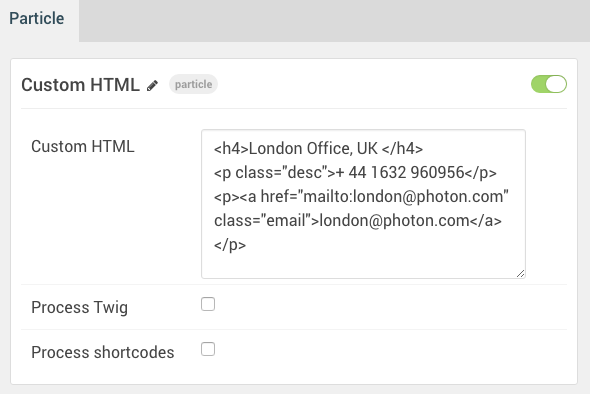 Particle
Custom HTML particle
Custom HTML
<h4>London Office, UK </h4>
<p class="desc">+ 44 1632 960956</p>
<p><a href="mailto:london@photon.com"
class="email">london@photon.com</a>
</p>
Process Twig
Process shortcodes